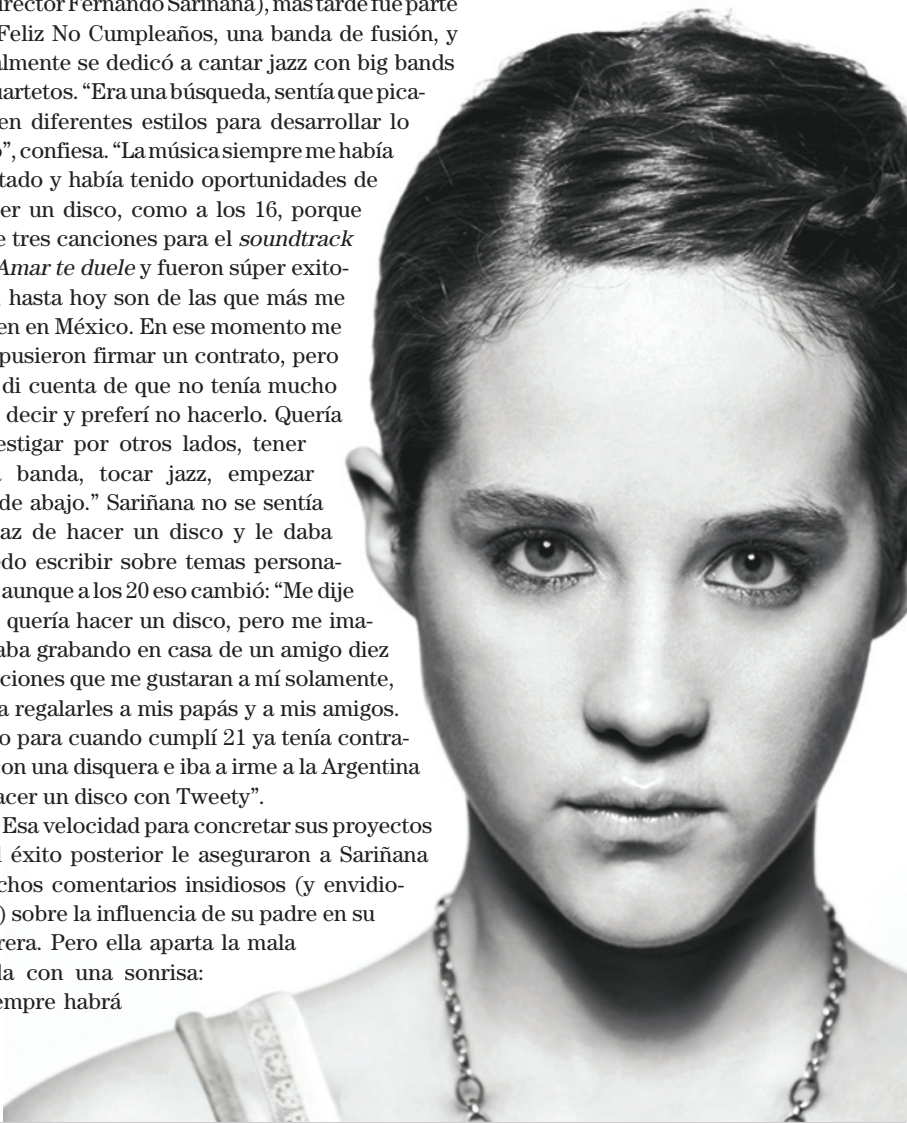 irector Fernando Sariñana), más tarde fue parte
Feliz No Cumpleaños, una banda de fusión, y
almente se dedicó a cantar jazz con big bands
uartetos. “Era una búsqueda, sentía que pica-
en diferentes estilos para desarrollar lo
o”, confiesa. “La música siempre me había
tado y había tenido oportunidades de
er un disco, como a los 16, porque
e tres canciones para el soundtrack
Amar te duele y fueron súper exito-
hasta hoy son de las que más me
en en México. En ese momento me
pusieron firmar un contrato, pero
di cuenta de que no tenía mucho
decir y preferí no hacerlo. Quería
estigar por otros lados, tener
a banda, tocar jazz, empezar
de abajo.” Sariñana no se sentía
az de hacer un disco y le daba
edo escribir sobre temas persona-
aunque a los 20 eso cambió: “Me dije
quería hacer un disco, pero me ima-
aba grabando en casa de un amigo diez
ciones que me gustaran a mí solamente,
a regalarles a mis papás y a mis amigos.
o para cuando cumplí 21 ya tenía contra-
on una disquera e iba a irme a la Argentina
acer un disco con Tweety”.
Esa velocidad para concretar sus proyectos
l éxito posterior le aseguraron a Sariñana
chos comentarios insidiosos (y envidio-
) sobre la influencia de su padre en su
rera. Pero ella aparta la mala
la con una sonrisa:
empre habrá